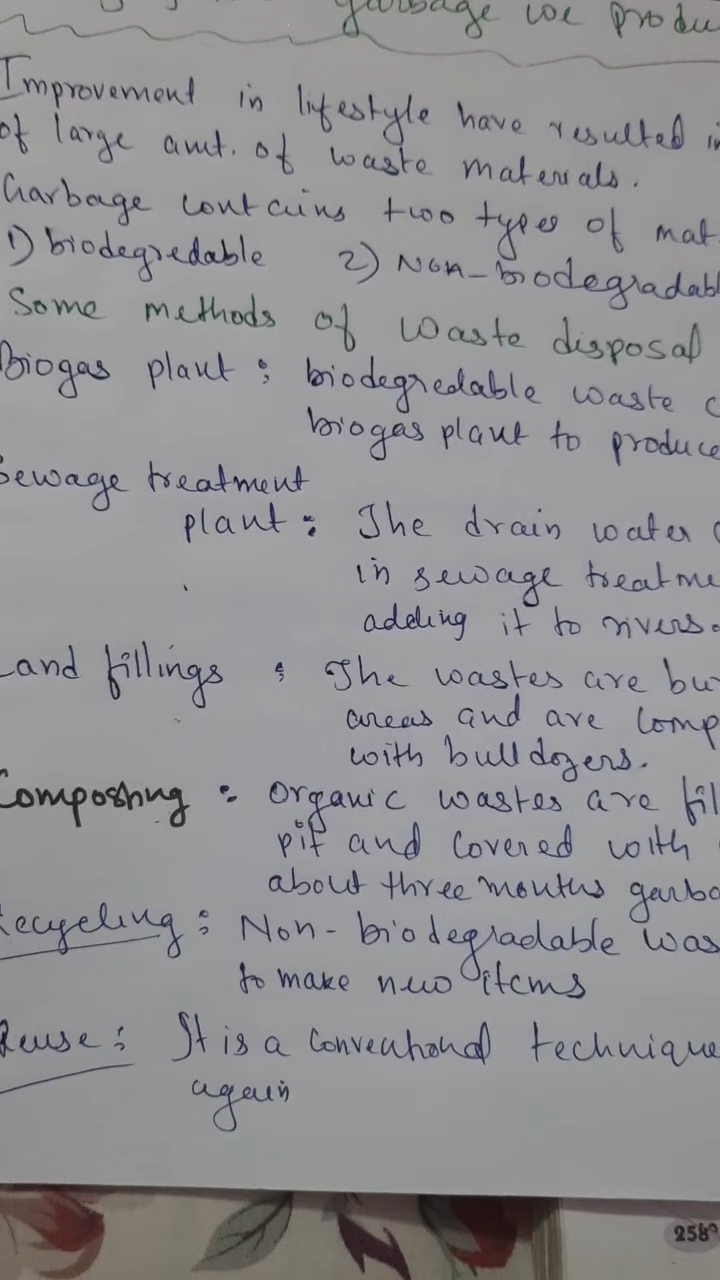 garbage we produ
Improvement in lifestyle have resulted in
of large amt. of waste materials.
Garbage contains two types of mat
1) biodegredable 2) Non-biodegradabl
Some methods of waste disposal
Biogas plant : biodegredable waste c
biogas plant to produce
Sewage treatment
plant : The drain water
in sewage treatme
adding it to rivers.
Land fillings : The wastes are bu
areas and are comp
with bulldozers.
Composting : Organic wastes are fil
pit and covered with
about three months garba
Recycling : Non-biodegradable was
to make new items
Reuse : It is a conventional technique
again
258